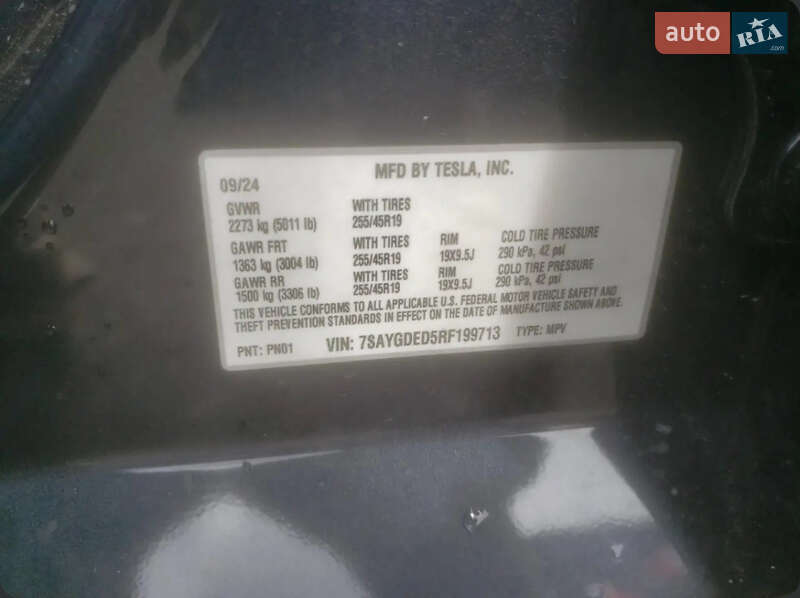 auto RIA.com
MFD BY TESLA, INC.
09/24
GVWR WITH TIRES
2273 kg (5011 lb) 255/45R19
GAWR FRT WITH TIRES RIM COLD TIRE PRESSURE
1363 kg (3004 lb) 255/45R19 19X9.5J 290 kPa, 42 psi
GAWR RR WITH TIRES RIM COLD TIRE PRESSURE
1500 kg (3306 lb) 255/45R19 19X9.5J 290 kPa, 42 psi
THIS VEHICLE CONFORMS TO ALL APPLICABLE U.S. FEDERAL MOTOR VEHICLE SAFETY AND
THEFT PREVENTION STANDARDS IN EFFECT ON THE DATE OF MANUFACTURE SHOWN ABOVE.
PNT: PN01 VIN: 7SAYGDED5RF199713 TYPE: MPV